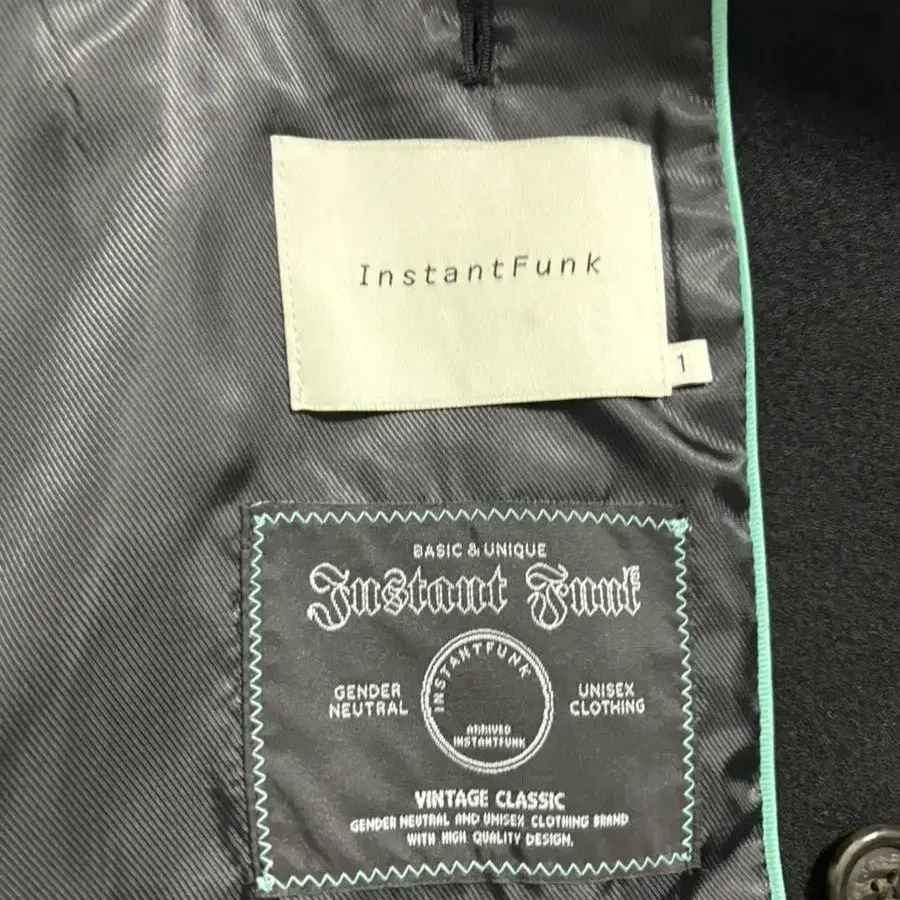 InstantFunk
1
BASIC & UNIQUE
Instant Funk
GENDER
NEUTRAL
INSTANTFUNK
ARRIVED
INSTANTFUNK
UNISEX
CLOTHING
VINTAGE CLASSIC
GENDER NEUTRAL AND UNISEX CLOTHING BRAND
WITH HIGH QUALITY DESIGN.